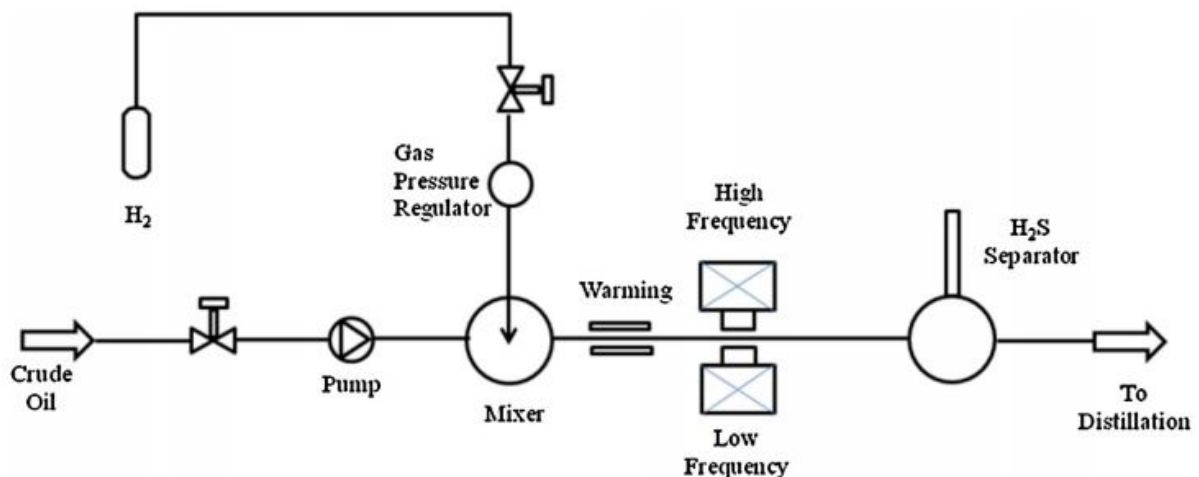 H₂
Gas
Pressure
Regulator
High
Frequency
H₂S
Separator
Warming
Crude
Oil
Pump
Mixer
Low
Frequency
To
Distillation